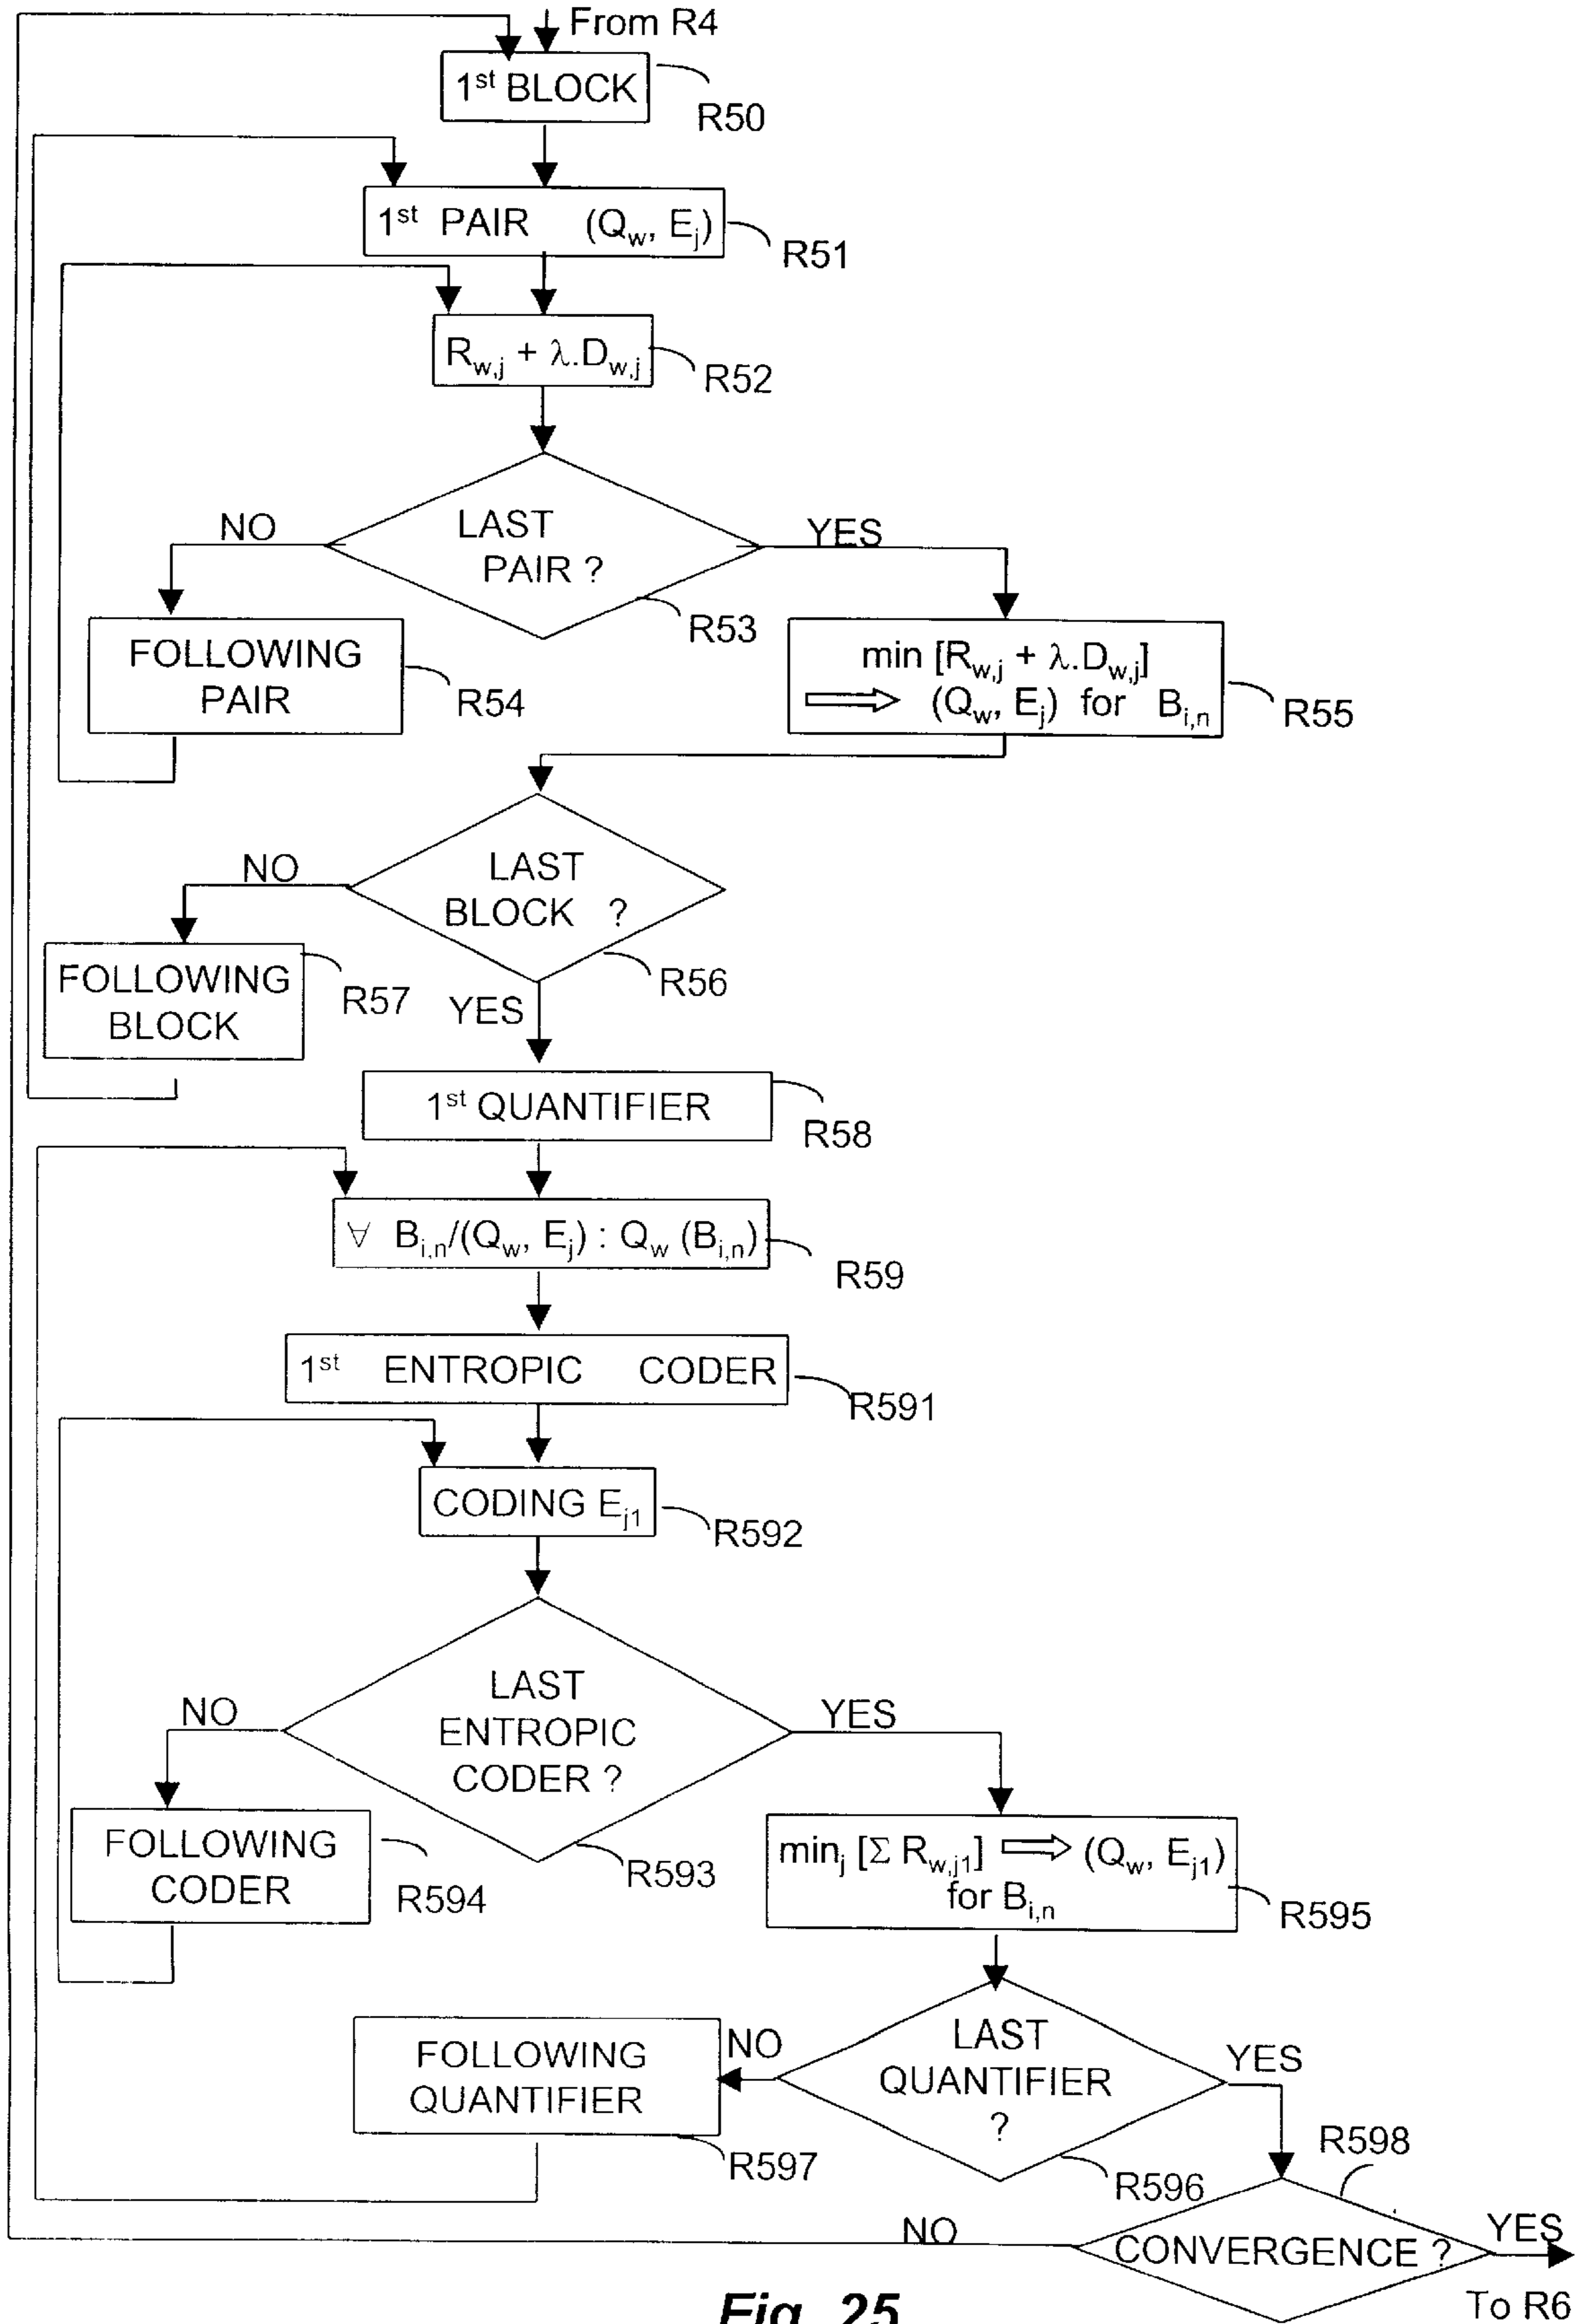 From R4
1st BLOCK
R50
1st PAIR (Qw, Ej)
R51
Rw,j + λ.Dw,j
R52
LAST
PAIR ?
NO
YES
R53
FOLLOWING
PAIR
R54
min [Rw,j + λ.Dw,j]
(Qw, Ej) for Bi,n
R55
LAST
BLOCK ?
NO
R56
YES
FOLLOWING
BLOCK
R57
1st QUANTIFIER
R58
∀ Bi,n/(Qw, Ej) : Qw (Bi,n)
R59
1st ENTROPIC CODER
R591
CODING Ej1
R592
LAST
ENTROPIC
CODER ?
NO
YES
R593
FOLLOWING
CODER
R594
minj [Σ Rw,j1] ⇒ (Qw, Ej1)
for Bi,n
R595
LAST
QUANTIFIER
?
NO
YES
R596
FOLLOWING
QUANTIFIER
R597
R598
CONVERGENCE ?
NO
YES
To R6
Fig. 25